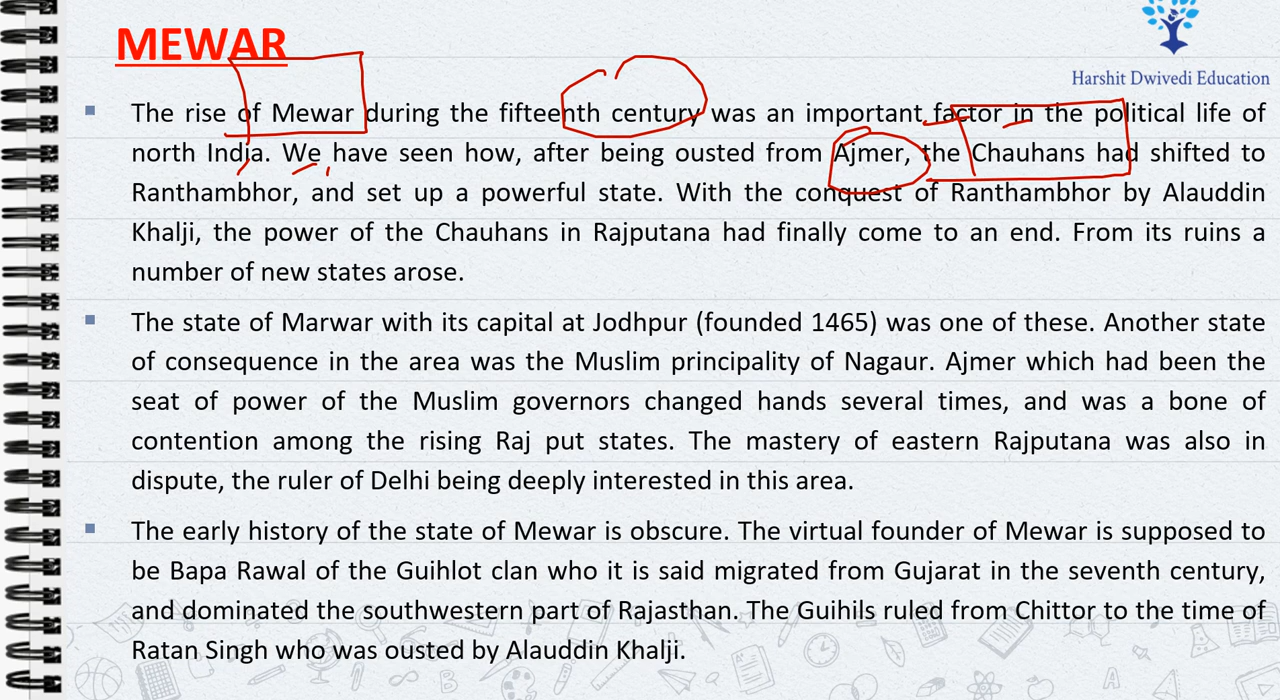 MEWAR
Harshit Dwivedi Education
▪ The rise of Mewar during the fifteenth century was an important factor in the political life of
north India. We have seen how, after being ousted from Ajmer, the Chauhans had shifted to
Ranthambhor, and set up a powerful state. With the conquest of Ranthambhor by Alauddin
Khalji, the power of the Chauhans in Rajputana had finally come to an end. From its ruins a
number of new states arose.
▪ The state of Marwar with its capital at Jodhpur (founded 1465) was one of these. Another state
of consequence in the area was the Muslim principality of Nagaur. Ajmer which had been the
seat of power of the Muslim governors changed hands several times, and was a bone of
contention among the rising Raj put states. The mastery of eastern Rajputana was also in
dispute, the ruler of Delhi being deeply interested in this area.
▪ The early history of the state of Mewar is obscure. The virtual founder of Mewar is supposed to
be Bapa Rawal of the Guihlot clan who it is said migrated from Gujarat in the seventh century,
and dominated the southwestern part of Rajasthan. The Guihils ruled from Chittor to the time of
Ratan Singh who was ousted by Alauddin Khalji.